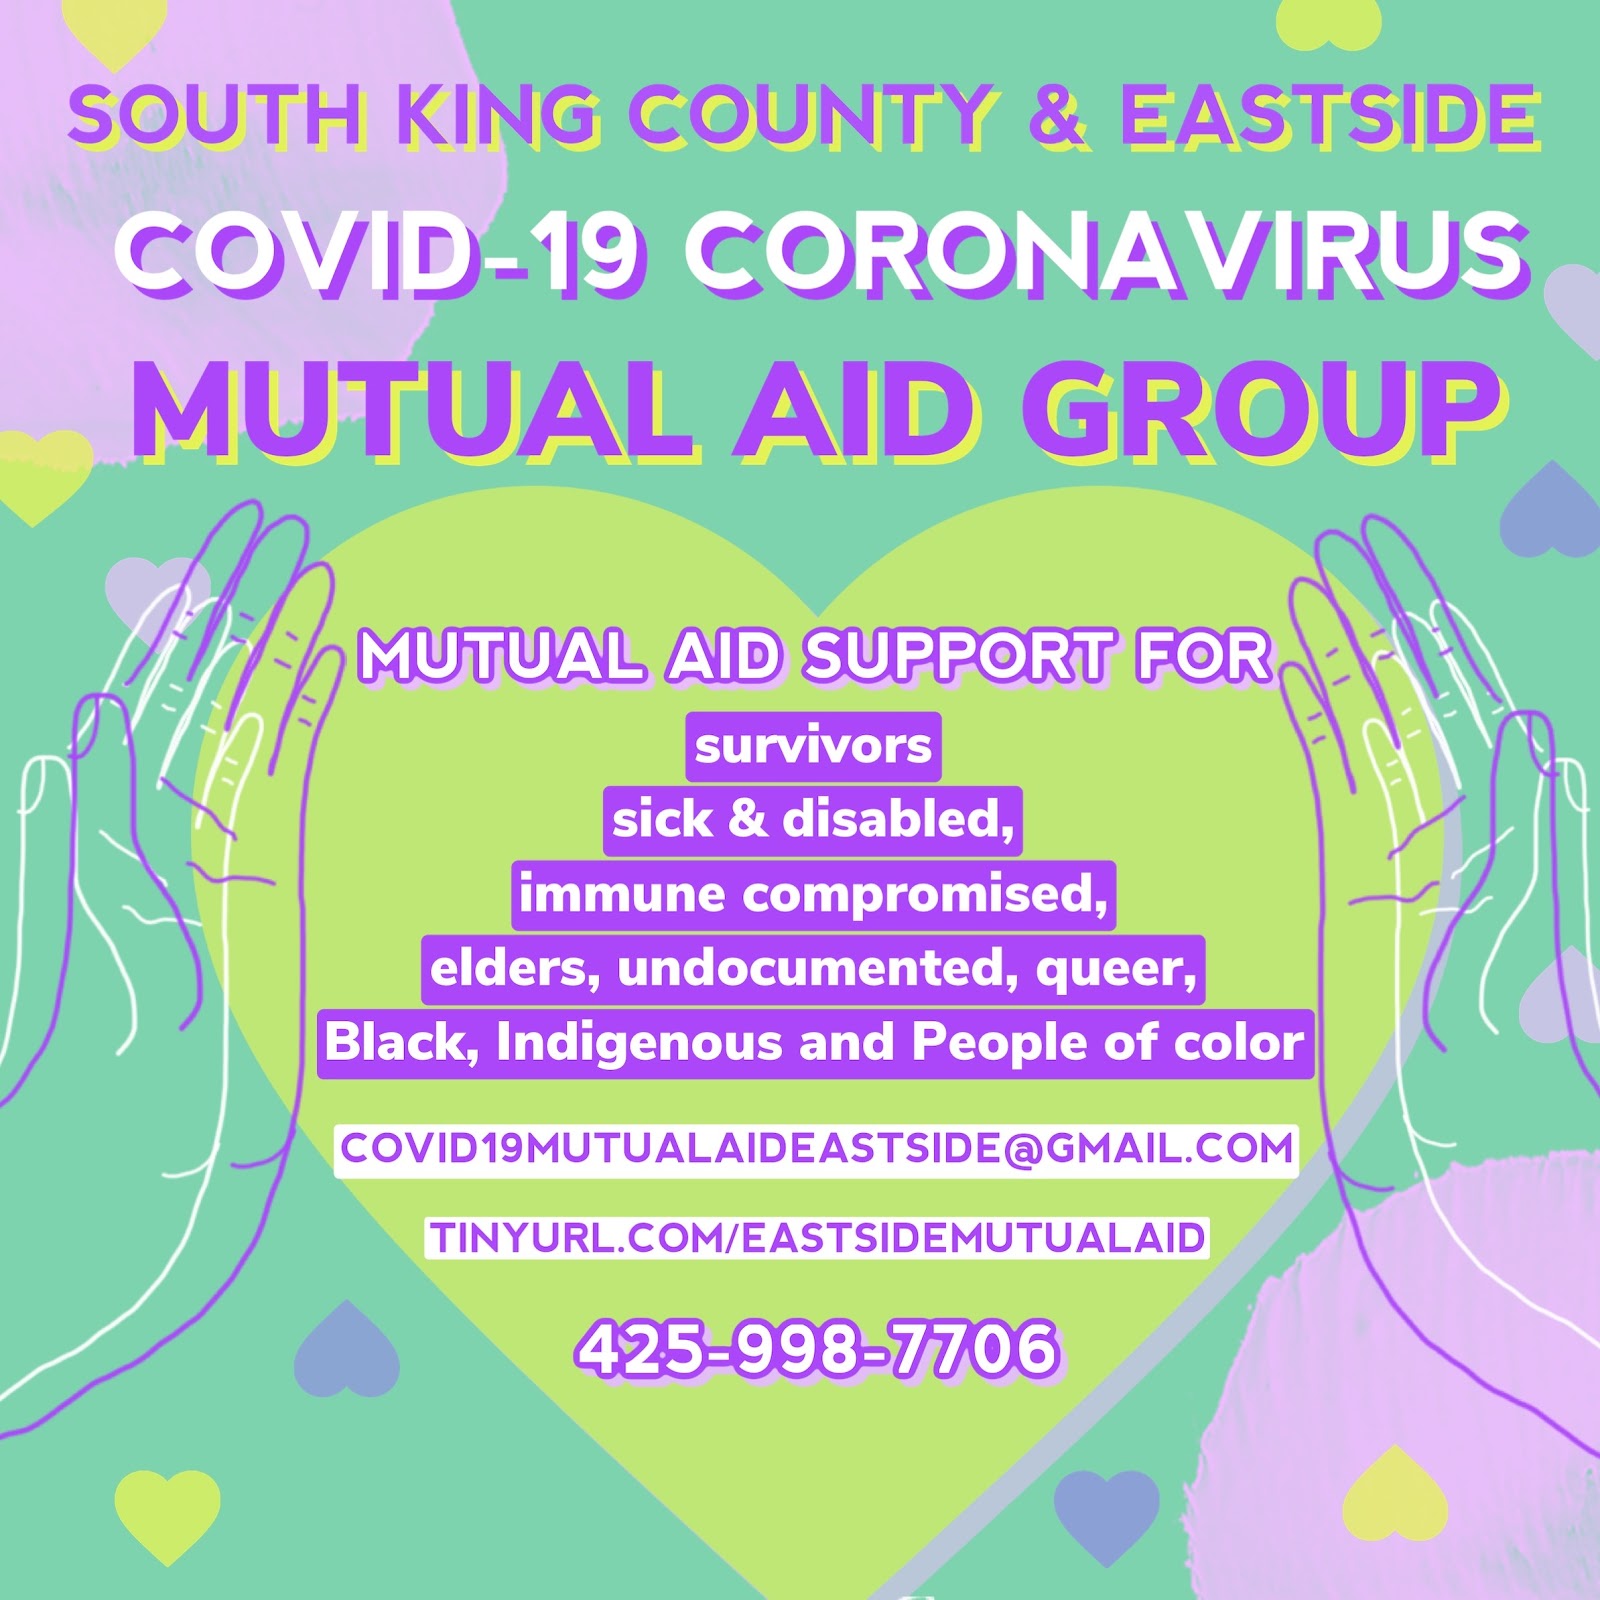 SOUTH KING COUNTY & EASTSIDE
COVID-19 CORONAVIRUS
MUTUAL AID GROUP
MUTUAL AID SUPPORT FOR
survivors
sick & disabled,
immune compromised,
elders, undocumented, queer,
Black, Indigenous and People of color
COVID19MUTUALAIDEASTSIDE@GMAIL.COM
TINYURL.COM/EASTSIDEMUTUALAID
425-998-7706